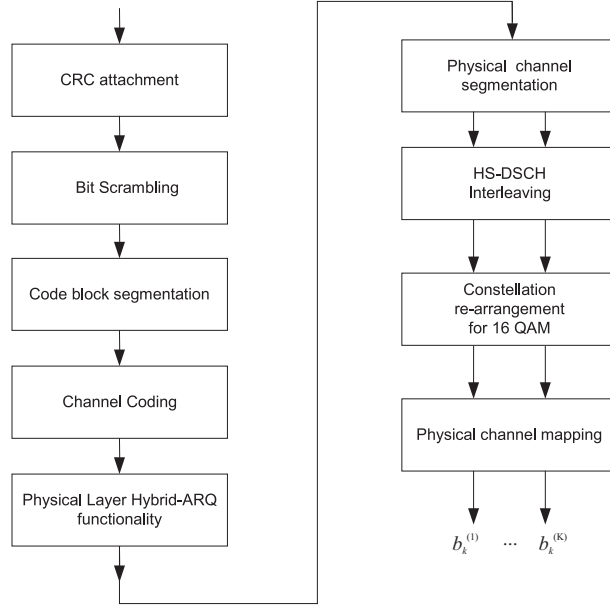 CRC attachment
Bit Scrambling
Code block segmentation
Channel Coding
Physical Layer Hybrid-ARQ
functionality
Physical channel
segmentation
HS-DSCH
Interleaving
Constellation
re-arrangement
for 16 QAM
Physical channel mapping
b_k^{(1)} ... b_k^{(K)}